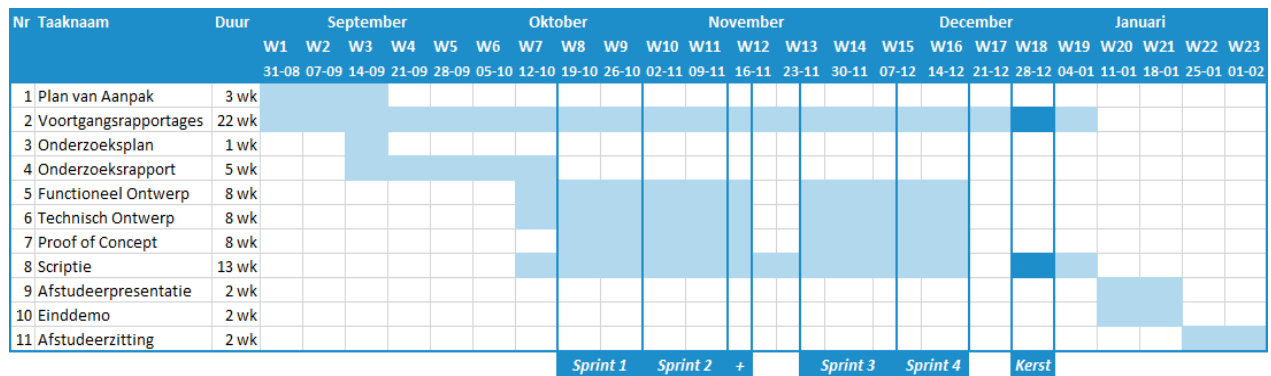 Nr Taaknaam Duur September Oktober November December Januari
W1 W2 W3 W4 W5 W6 W7 W8 W9 W10 W11 W12 W13 W14 W15 W16 W17 W18 W19 W20 W21 W22 W23
31-08 07-09 14-09 21-09 28-09 05-10 12-10 19-10 26-10 02-11 09-11 16-11 23-11 30-11 07-12 14-12 21-12 28-12 04-01 11-01 18-01 25-01 01-02
1 Plan van Aanpak 3 wk
2 Voortgangsrapportages 22 wk
3 Onderzoeksplan 1 wk
4 Onderzoeksrapport 5 wk
5 Functioneel Ontwerp 8 wk
6 Technisch Ontwerp 8 wk
7 Proof of Concept 8 wk
8 Scriptie 13 wk
9 Afstudeerpresentatie 2 wk
10 Einddemo 2 wk
11 Afstudeerzitting 2 wk
Sprint 1 Sprint 2 + Sprint 3 Sprint 4 Kerst